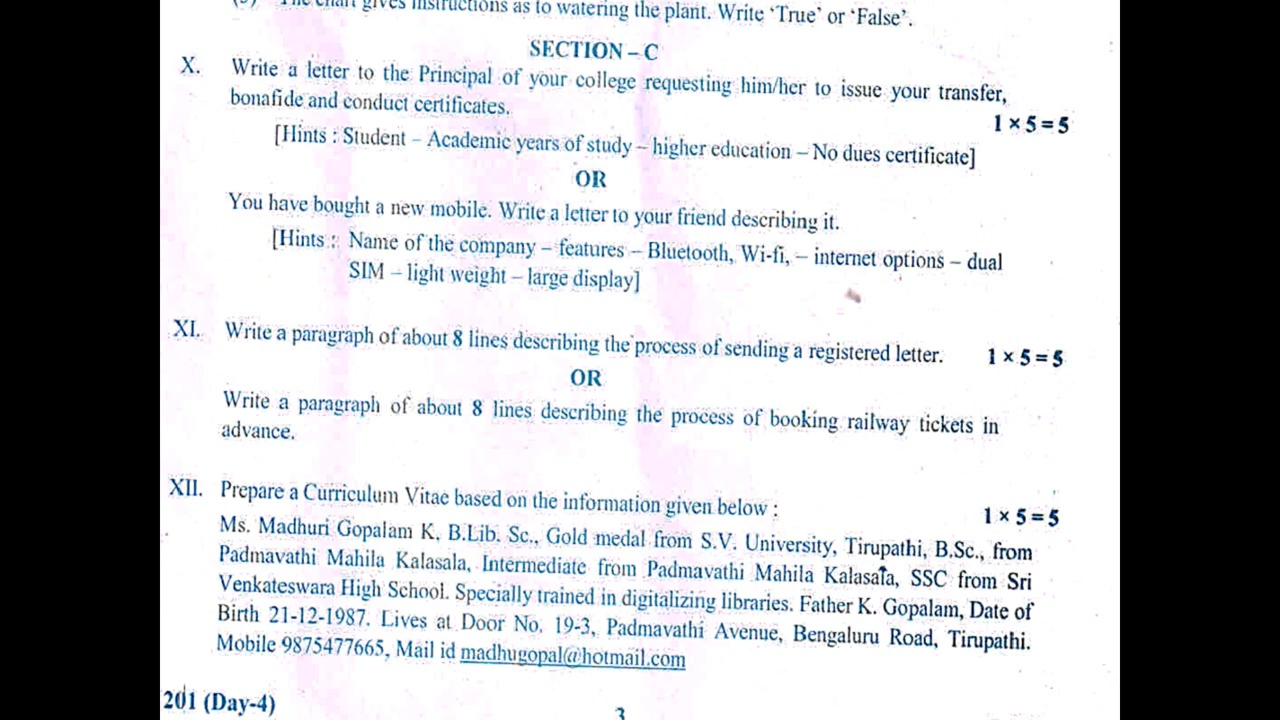 (5) The chart gives instructions as to watering the plant. Write ‘True’ or ‘False’.
SECTION – C
X. Write a letter to the Principal of your college requesting him/her to issue your transfer,
bonafide and conduct certificates.
1 × 5 = 5
[Hints : Student – Academic years of study – higher education – No dues certificate]
OR
You have bought a new mobile. Write a letter to your friend describing it.
[Hints : Name of the company – features – Bluetooth, Wi-fi, – internet options – dual
SIM – light weight – large display]
XI. Write a paragraph of about 8 lines describing the process of sending a registered letter. 1 × 5 = 5
OR
Write a paragraph of about 8 lines describing the process of booking railway tickets in
advance.
XII. Prepare a Curriculum Vitae based on the information given below : 1 × 5 = 5
Ms. Madhuri Gopalam K. B.Lib. Sc., Gold medal from S.V. University, Tirupathi, B.Sc., from
Padmavathi Mahila Kalasala, Intermediate from Padmavathi Mahila Kalasala, SSC from Sri
Venkateswara High School. Specially trained in digitalizing libraries. Father K. Gopalam, Date of
Birth 21-12-1987. Lives at Door No. 19-3, Padmavathi Avenue, Bengaluru Road, Tirupathi.
Mobile 9875477665, Mail id madhugopal@hotmail.com
201 (Day-4)
3